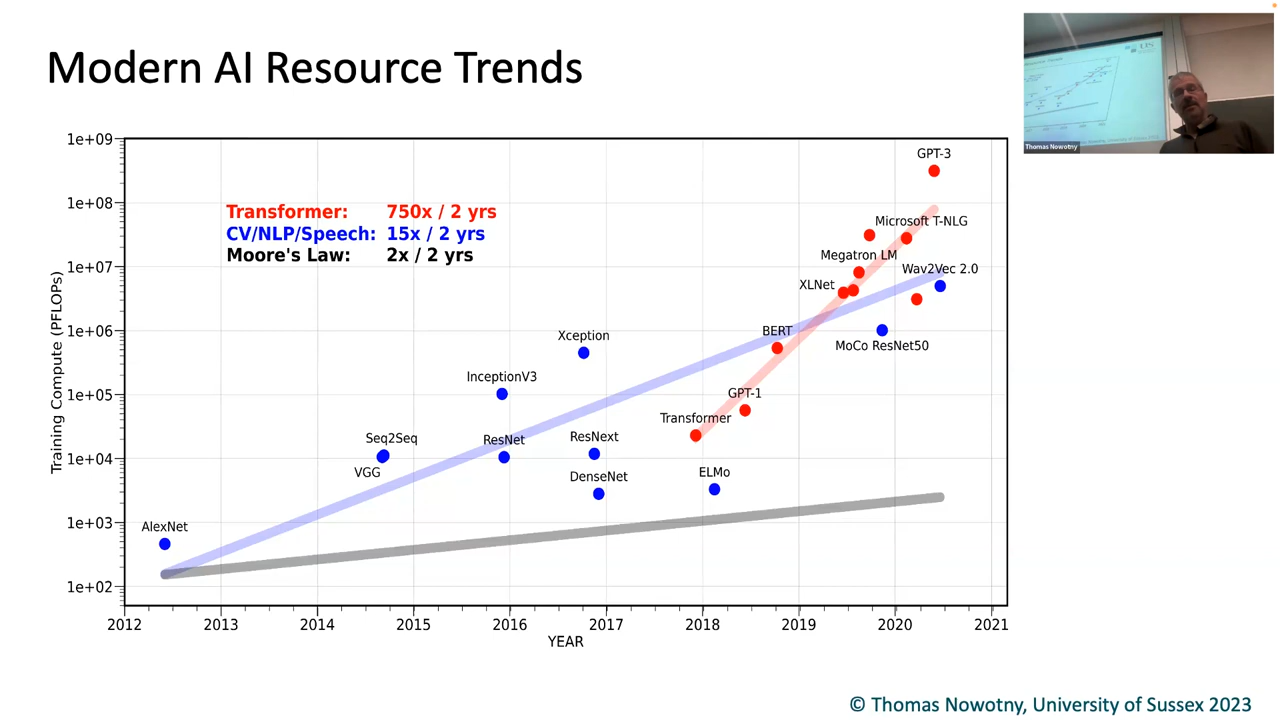 Modern AI Resource Trends
Thomas Nowotny
1e+09
1e+08
1e+07
1e+06
1e+05
1e+04
1e+03
1e+02
Training Compute (PFLOPs)
Transformer: 750x / 2 yrs
CV/NLP/Speech: 15x / 2 yrs
Moore's Law: 2x / 2 yrs
GPT-3
Microsoft T-NLG
Megatron LM
Wav2Vec 2.0
XLNet
BERT
MoCo ResNet50
Xception
InceptionV3
GPT-1
Transformer
Seq2Seq
ResNet
ResNext
VGG
DenseNet
ELMo
AlexNet
2012 2013 2014 2015 2016 2017 2018 2019 2020 2021
YEAR
© Thomas Nowotny, University of Sussex 2023